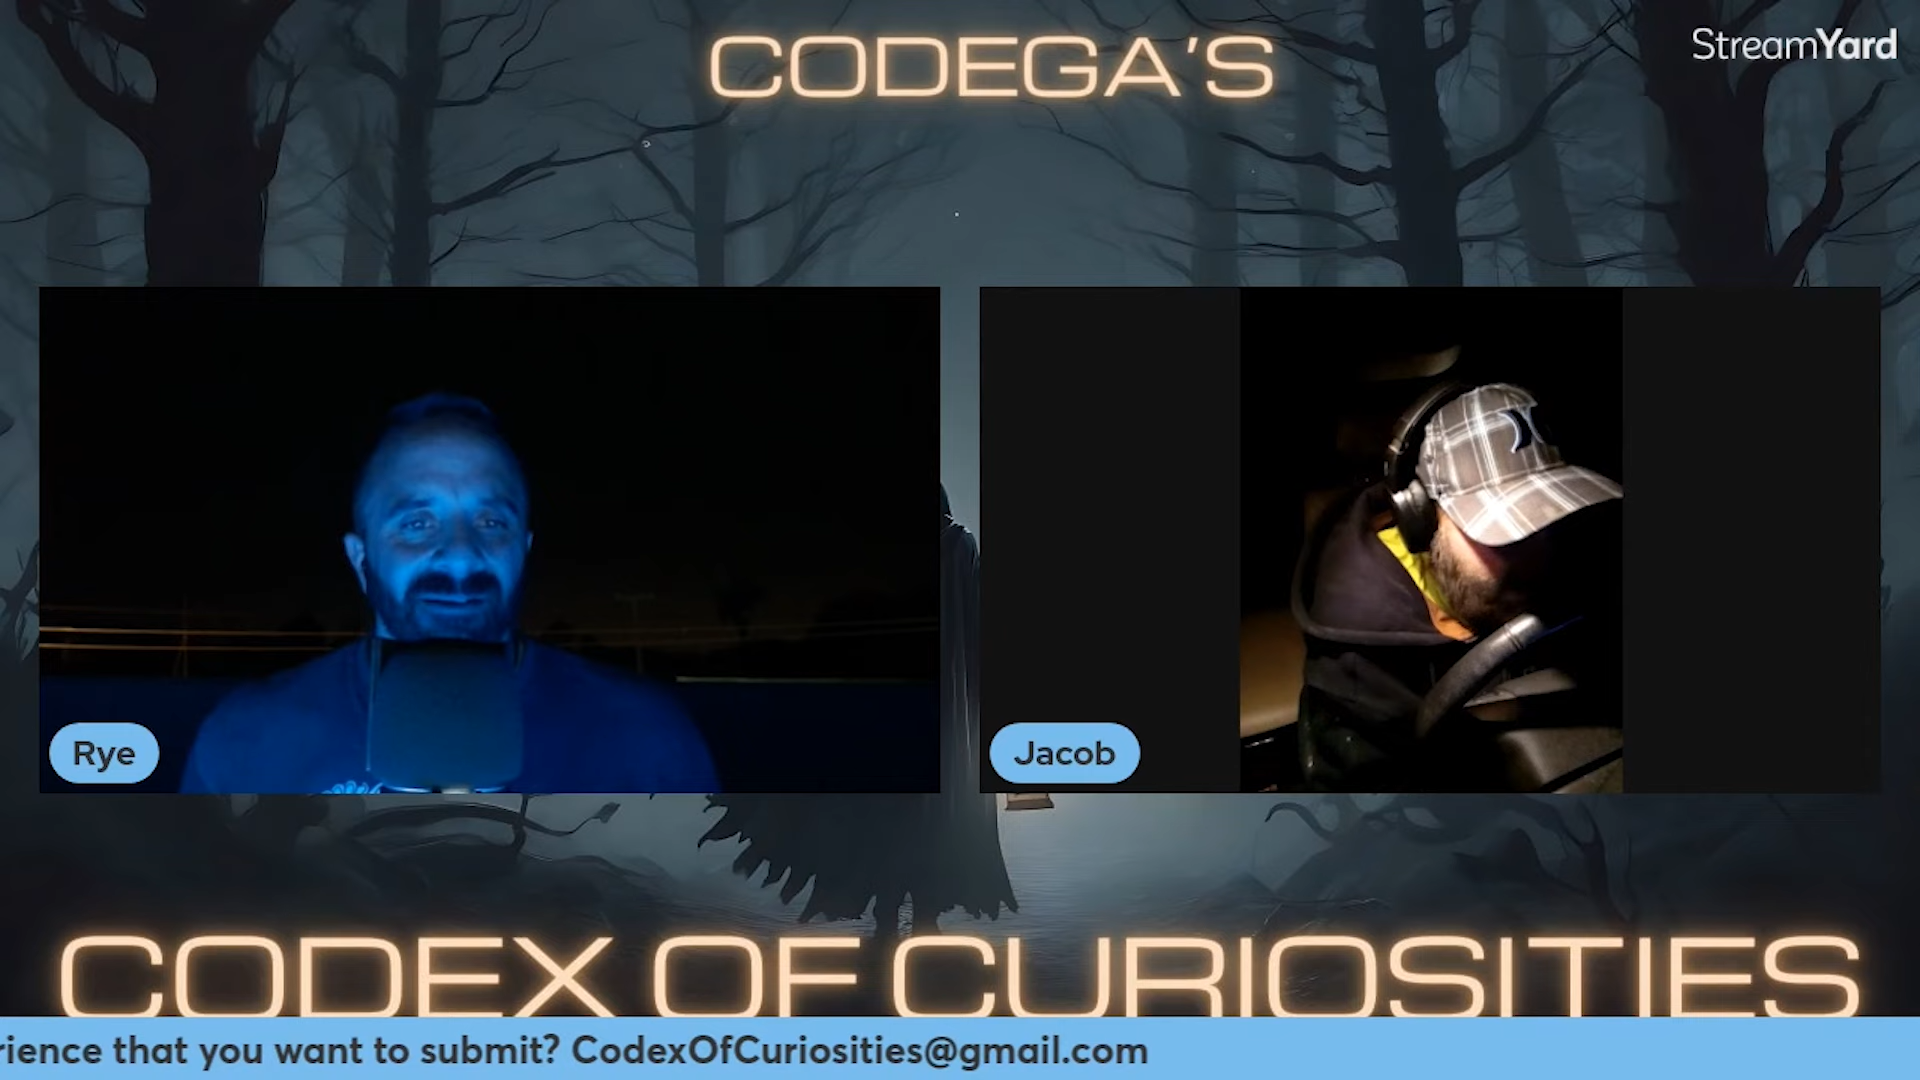 CODEGA'S
StreamYard
Rye
Jacob
CODEX OF CURIOSITIES
rience that you want to submit? CodexOfCuriosities@gmail.com